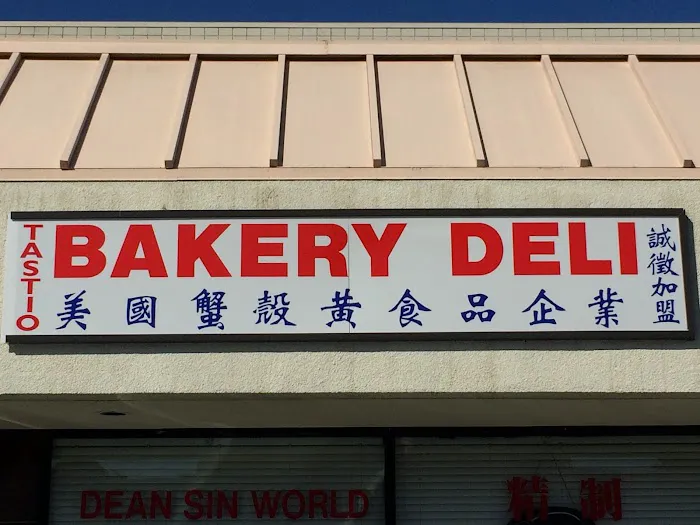 TASTIO
BAKERY DELI
美國蟹殼黃食品企業
誠徵加盟
DEAN SIN WORLD
精制